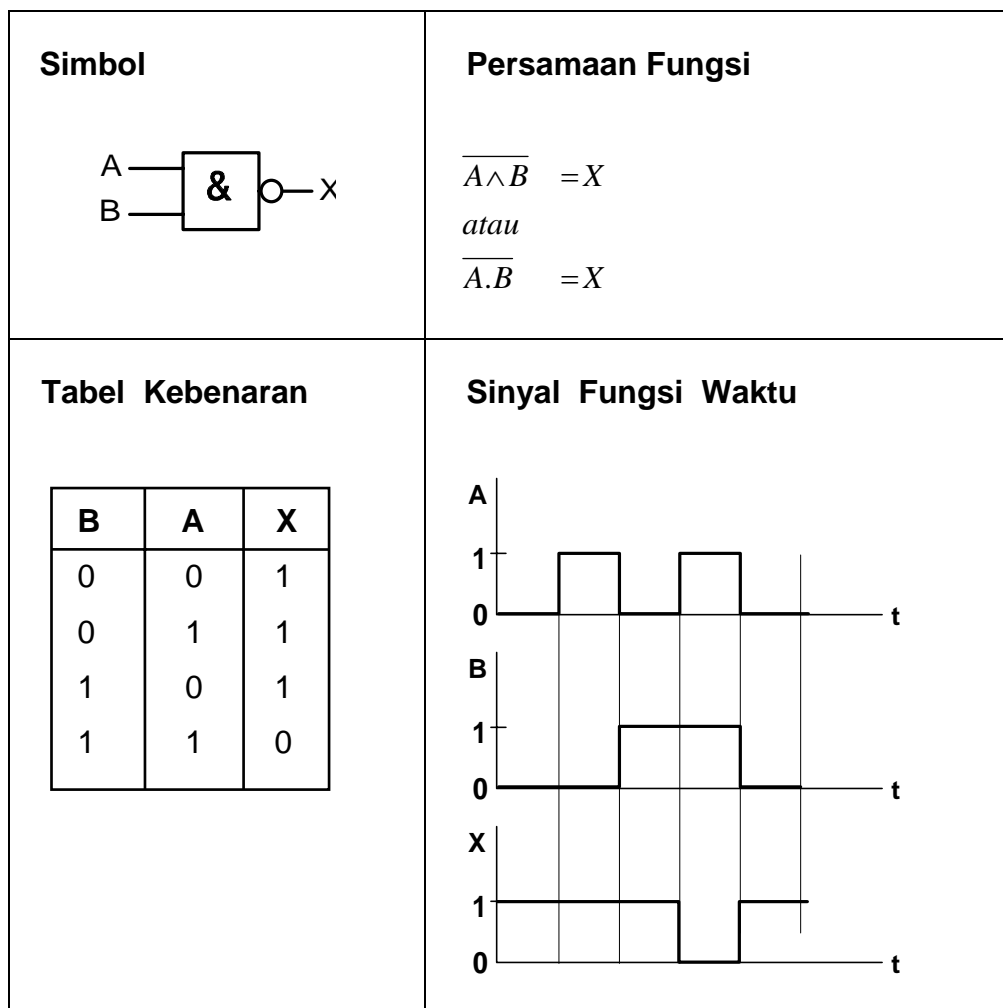 Simbol
A
B
&
X
Persamaan Fungsi
A∧B = X
atau
A.B = X
Tabel Kebenaran
B A X
0 0 1
0 1 1
1 0 1
1 1 0
Sinyal Fungsi Waktu
A
1
0
t
B
1
0
t
X
1
0
t